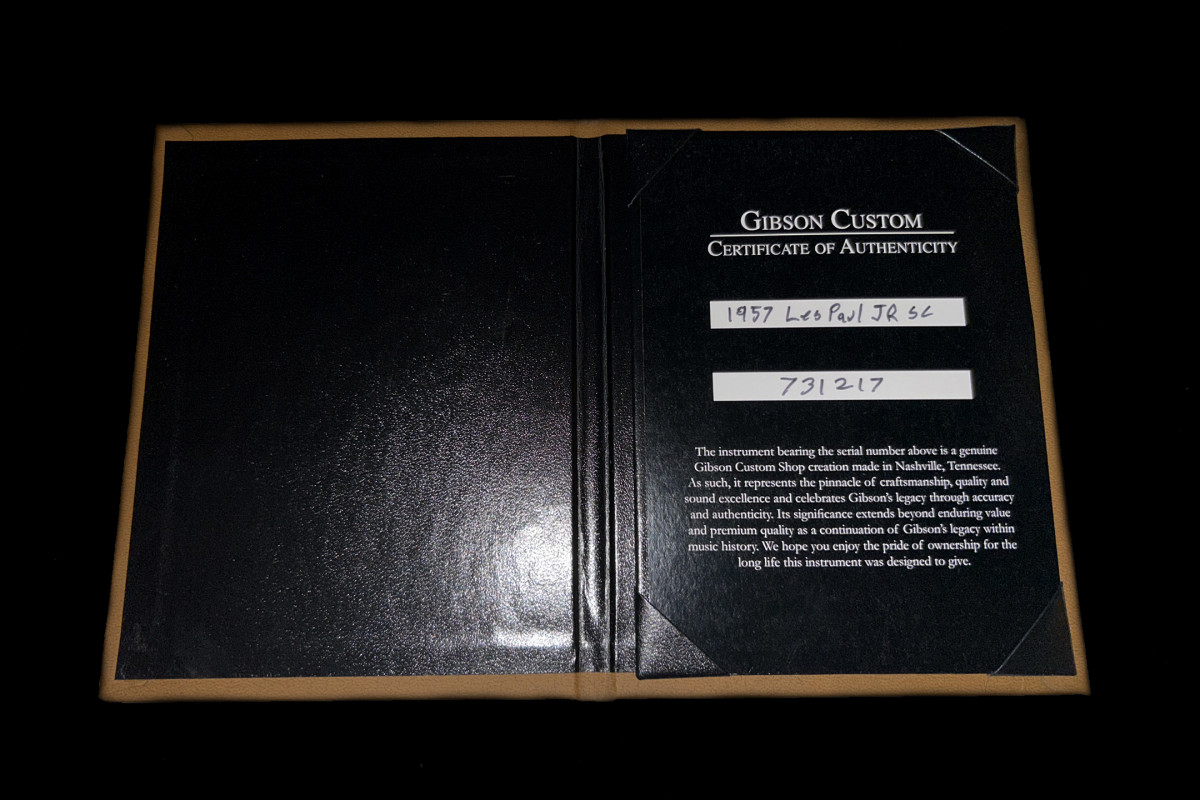 GIBSON CUSTOM
CERTIFICATE OF AUTHENTICITY
1957 Les Paul JR SC
731217
The instrument bearing the serial number above is a genuine
Gibson Custom Shop creation made in Nashville, Tennessee.
As such, it represents the pinnacle of craftsmanship, quality and
sound excellence and celebrates Gibson's legacy through accuracy
and authenticity. Its significance extends beyond enduring value
and premium quality as a continuation of Gibson's legacy within
music history. We hope you enjoy the pride of ownership for the
long life this instrument was designed to give.